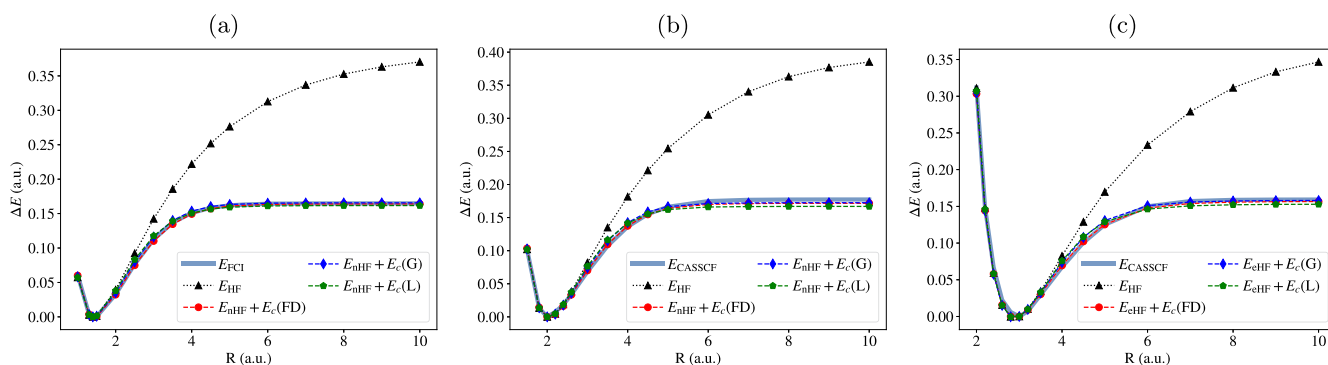 (a)
0.35
0.30
0.25
0.20
0.15
0.10
0.05
0.00
ΔE (a.u.)
2 4 6 8 10
R (a.u.)
E_FCI
E_HF
E_nHF + E_c(FD)
E_nHF + E_c(G)
E_nHF + E_c(L)
(b)
0.40
0.35
0.30
0.25
0.20
0.15
0.10
0.05
0.00
ΔE (a.u.)
2 4 6 8 10
R (a.u.)
E_CASSCF
E_HF
E_nHF + E_c(FD)
E_nHF + E_c(G)
E_nHF + E_c(L)
(c)
0.35
0.30
0.25
0.20
0.15
0.10
0.05
0.00
ΔE (a.u.)
2 4 6 8 10
R (a.u.)
E_CASSCF
E_HF
E_eHF + E_c(FD)
E_eHF + E_c(G)
E_eHF + E_c(L)